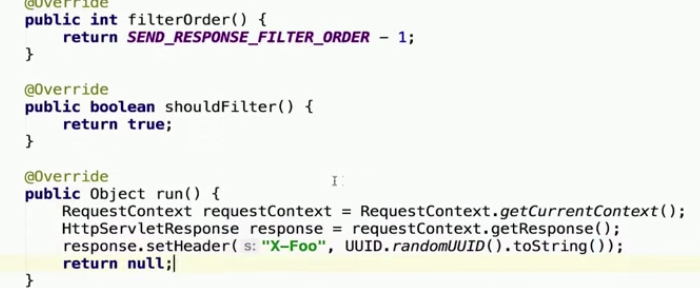 @Override
public int filterOrder() {
return SEND_RESPONSE_FILTER_ORDER - 1;
}
@Override
public boolean shouldFilter() {
return true;
}
@Override
public Object run() {
RequestContext requestContext = RequestContext.getCurrentContext();
HttpServletResponse response = requestContext.getResponse();
response.setHeader( s: "X-Foo", UUID.randomUUID().toString());
return null;
}